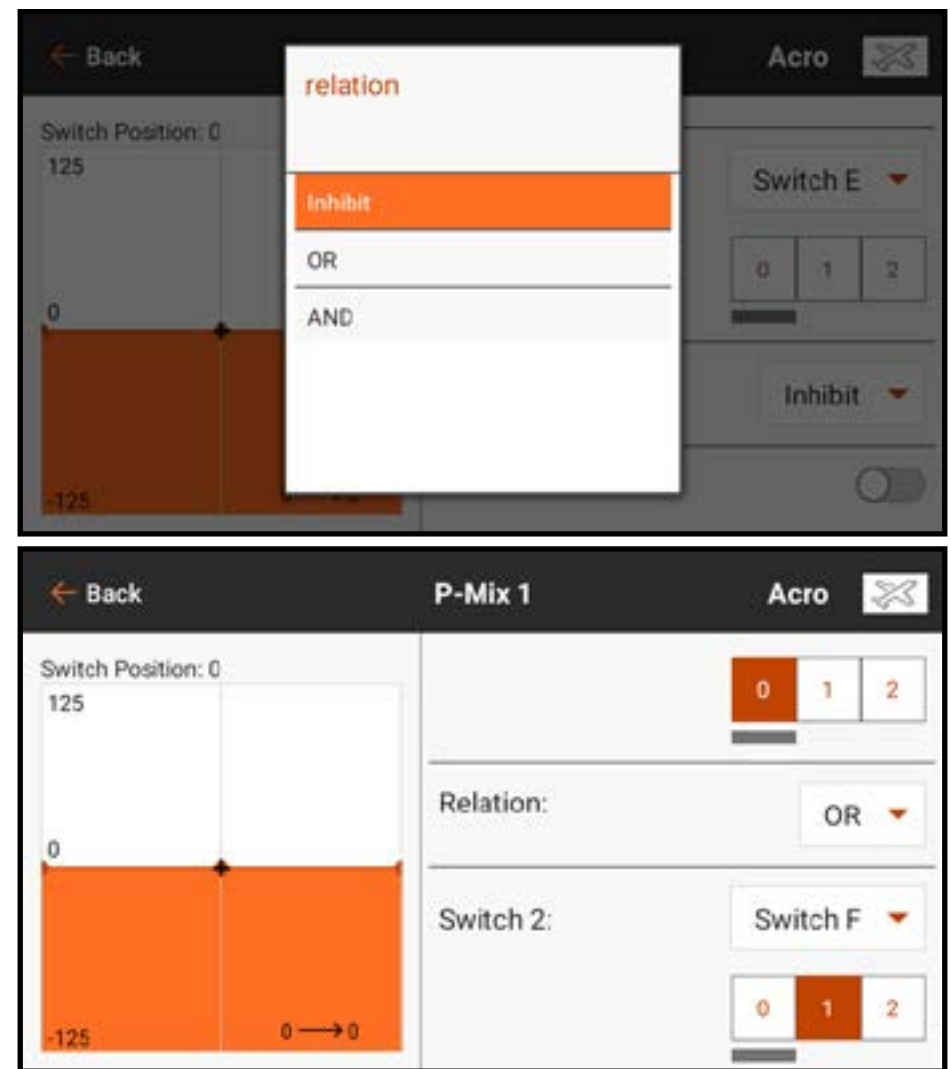 Back
Acro
relation
Switch Position: 0
125
0
-125
Inhibit
OR
AND
Switch E
0 1 2
Inhibit
Back
P-Mix 1
Acro
Switch Position: 0
125
0
-125
0 → 0
0 1 2
Relation:
OR
Switch 2:
Switch F
0 1 2